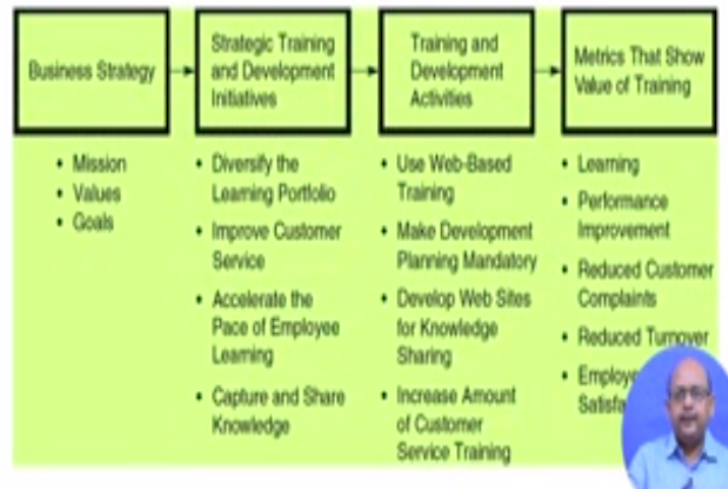 Business Strategy
Strategic Training
and Development
Initiatives
Training and
Development
Activities
Metrics That Show
Value of Training
• Mission
• Values
• Goals
• Diversify the
Learning Portfolio
• Improve Customer
Service
• Accelerate the
Pace of Employee
Learning
• Capture and Share
Knowledge
• Use Web-Based
Training
• Make Development
Planning Mandatory
• Develop Web Sites
for Knowledge
Sharing
• Increase Amount
of Customer
Service Training
• Learning
• Performance
Improvement
• Reduced Customer
Complaints
• Reduced Turnover